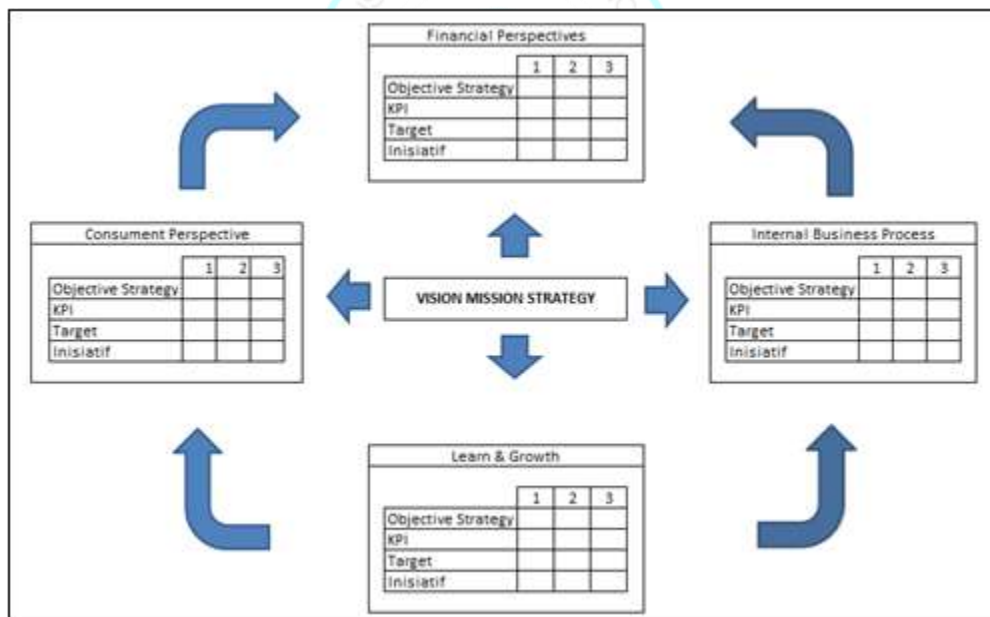 Financial Perspectives
1 2 3
Objective Strategy
KPI
Target
Inisiatif
Consument Perspective
1 2 3
Objective Strategy
KPI
Target
Inisiatif
VISION MISSION STRATEGY
Internal Business Process
1 2 3
Objective Strategy
KPI
Target
Inisiatif
Learn & Growth
1 2 3
Objective Strategy
KPI
Target
Inisiatif